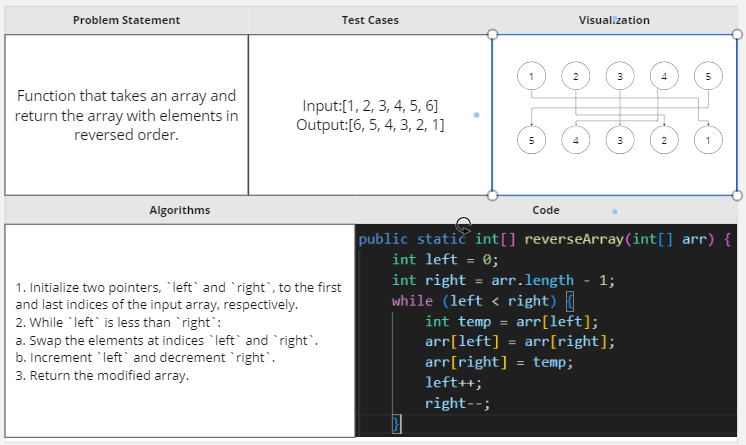 Problem Statement
Test Cases
Visualization
Function that takes an array and
return the array with elements in
reversed order.
Input:[1, 2, 3, 4, 5, 6]
Output:[6, 5, 4, 3, 2, 1]
1 2 3 4 5
5 4 3 2 1
Algorithms
Code
1. Initialize two pointers, `left` and `right`, to the first
and last indices of the input array, respectively.
2. While `left` is less than `right`:
a. Swap the elements at indices `left` and `right`.
b. Increment `left` and decrement `right`.
3. Return the modified array.
public static int[] reverseArray(int[] arr) {
    int left = 0;
    int right = arr.length - 1;
    while (left < right) {
        int temp = arr[left];
        arr[left] = arr[right];
        arr[right] = temp;
        left++;
        right--;
    }